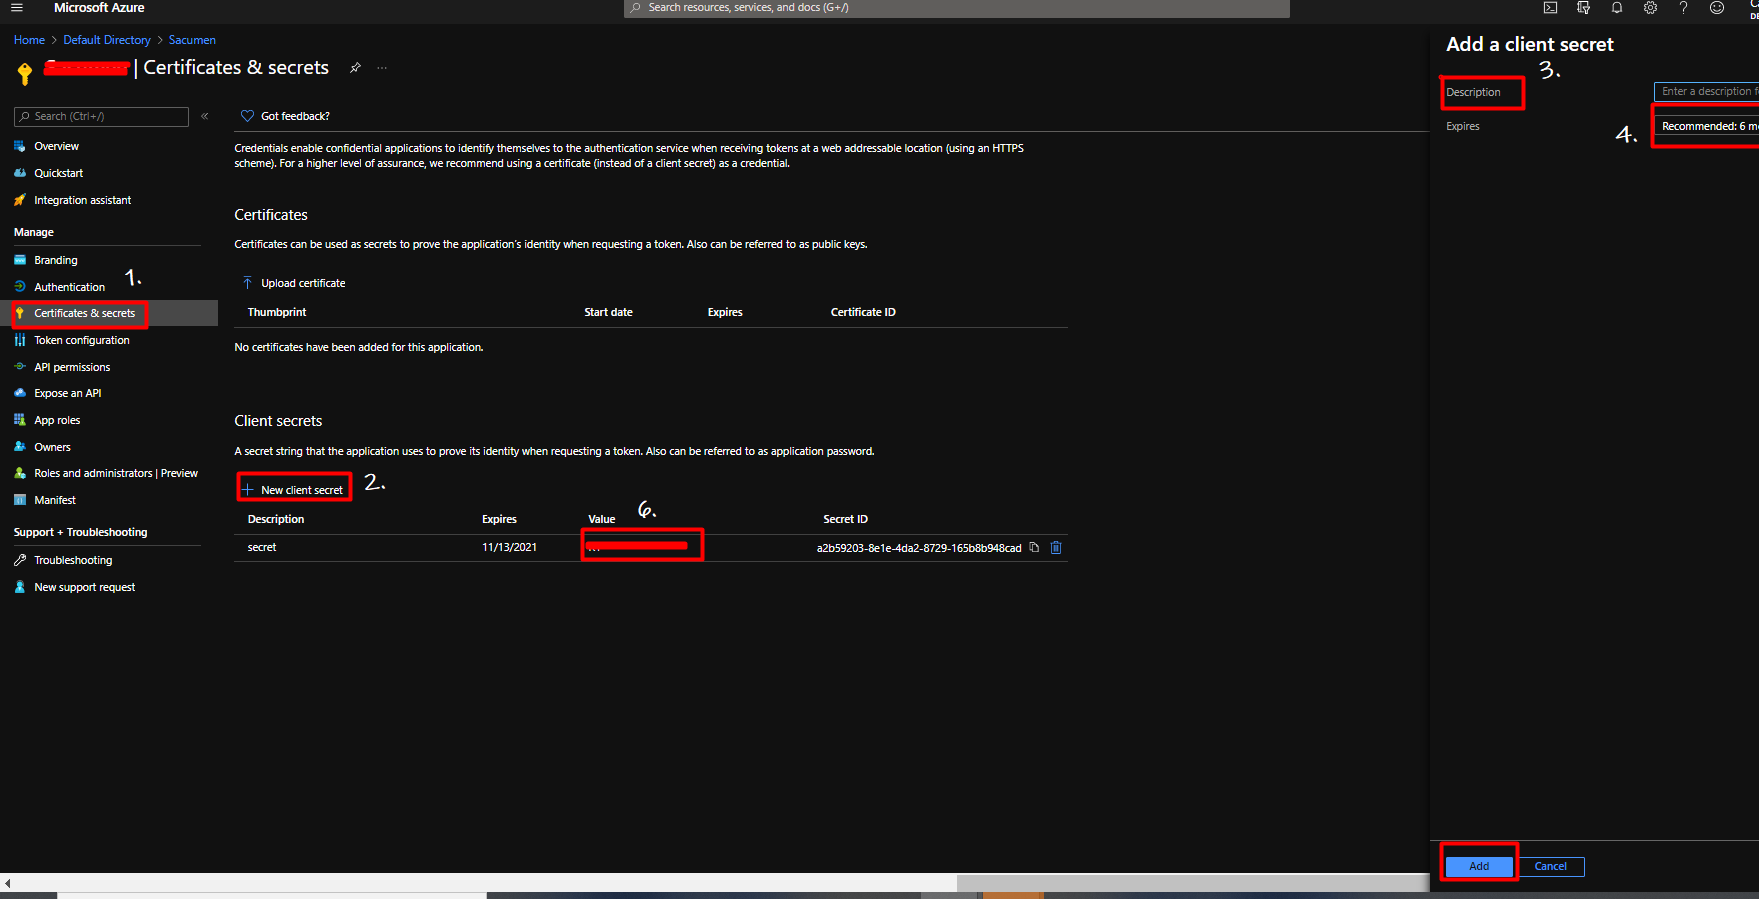 Microsoft Azure
Search resources, services, and docs (G+/)
Home > Default Directory > Sacumen
| Certificates & secrets
Search (Ctrl+/)
Overview
Quickstart
Integration assistant
Manage
Branding
Authentication
1.
Certificates & secrets
Token configuration
API permissions
Expose an API
App roles
Owners
Roles and administrators | Preview
Manifest
Support + Troubleshooting
Troubleshooting
New support request
Got feedback?
Credentials enable confidential applications to identify themselves to the authentication service when receiving tokens at a web addressable location (using an HTTPS
scheme). For a higher level of assurance, we recommend using a certificate (instead of a client secret) as a credential.
Certificates
Certificates can be used as secrets to prove the application's identity when requesting a token. Also can be referred to as public keys.
Upload certificate
Thumbprint Start date Expires Certificate ID
No certificates have been added for this application.
Client secrets
A secret string that the application uses to prove its identity when requesting a token. Also can be referred to as application password.
New client secret 2.
6.
Description Expires Value Secret ID
secret 11/13/2021 a2b59203-8e1e-4da2-8729-165b8b948cad
Add a client secret
3.
Description Enter a description f
Expires 4. Recommended: 6 m
Add Cancel